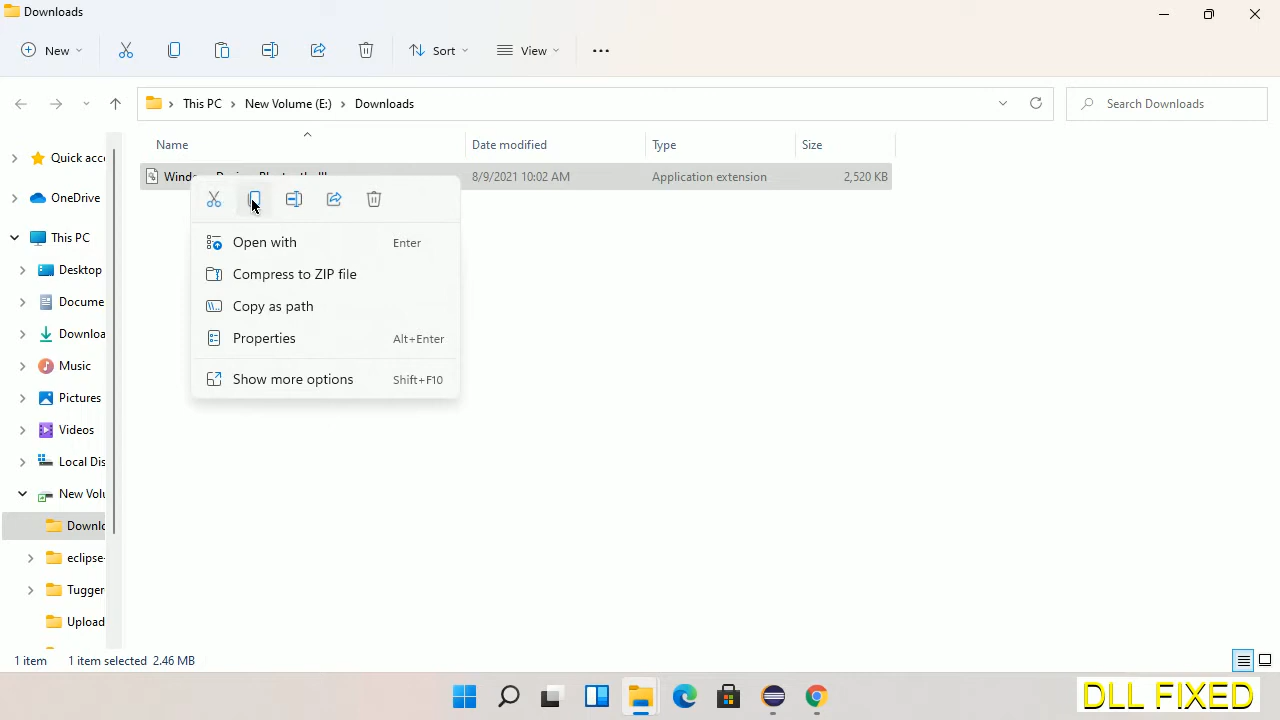 Downloads
New
Sort
View
This PC
New Volume (E:)
Downloads
Search Downloads
Name
Date modified
Type
Size
8/9/2021 10:02 AM
Application extension
2,520 KB
Quick acc
OneDrive
This PC
Desktop
Docume
Downloa
Music
Pictures
Videos
Local Dis
New Volu
Downlo
eclipse-
Tugger
Upload
Open with Enter
Compress to ZIP file
Copy as path
Properties Alt+Enter
Show more options Shift+F10
1 item 1 item selected 2.46 MB
DLL FIXED